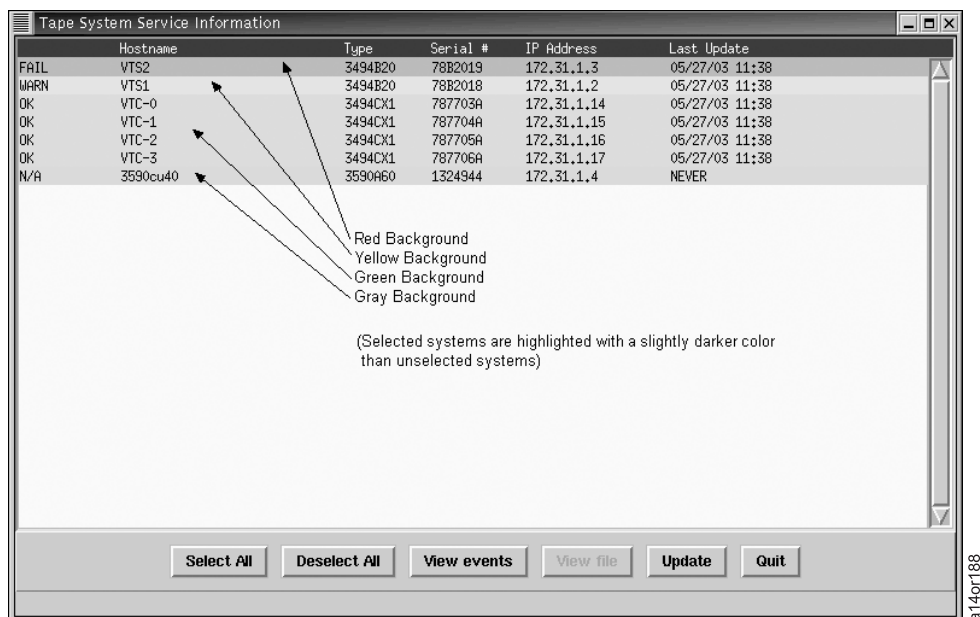 Tape System Service Information
Hostname Type Serial # IP Address Last Update
FAIL VTS2 3494B20 78B2019 172.31.1.3 05/27/03 11:38
WARN VTS1 3494B20 78B2018 172.31.1.2 05/27/03 11:38
OK VTC-0 3494CX1 787703A 172.31.1.14 05/27/03 11:38
OK VTC-1 3494CX1 787704A 172.31.1.15 05/27/03 11:38
OK VTC-2 3494CX1 787705A 172.31.1.16 05/27/03 11:38
OK VTC-3 3494CX1 787706A 172.31.1.17 05/27/03 11:38
N/A 3590cu40 3590A60 1324944 172.31.1.4 NEVER
Red Background
Yellow Background
Green Background
Gray Background
(Selected systems are highlighted with a slightly darker color
than unselected systems)
Select All Deselect All View events View file Update Quit
a14or188